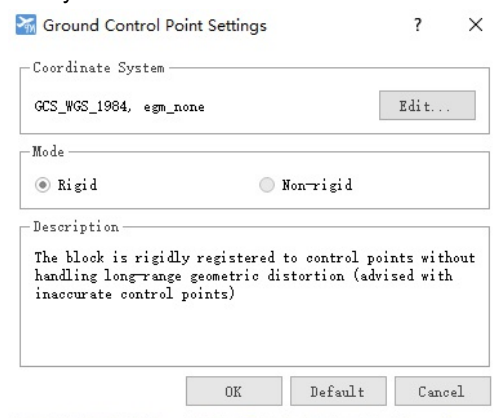 Ground Control Point Settings
Coordinate System
GCS_WGS_1984, egm_none
Edit...
Mode
Rigid
Non-rigid
Description
The block is rigidly registered to control points without
handling long-range geometric distortion (advised with
inaccurate control points)
OK
Default
Cancel